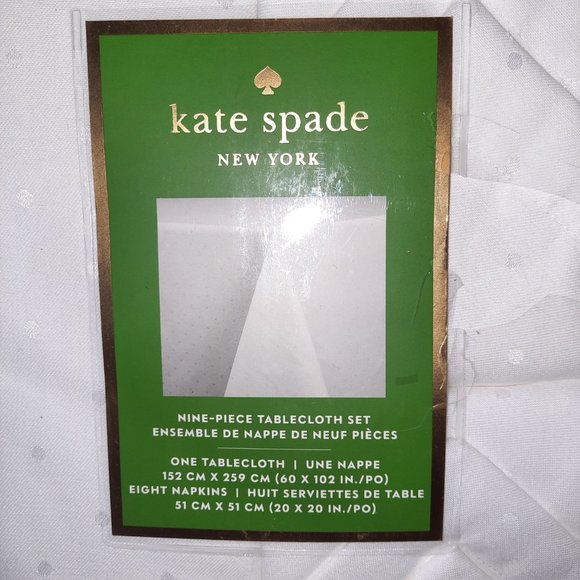 kate spade
NEW YORK
NINE-PIECE TABLECLOTH SET
ENSEMBLE DE NAPPE DE NEUF PIÈCES
ONE TABLECLOTH | UNE NAPPE
152 CM X 259 CM (60 X 102 IN./PO)
EIGHT NAPKINS | HUIT SERVIETTES DE TABLE
51 CM X 51 CM (20 X 20 IN./PO)